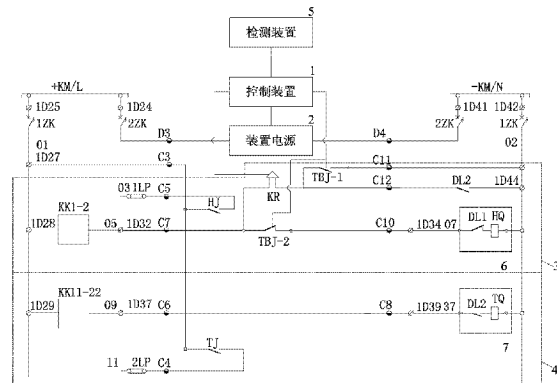 5
检测装置
+KM/L
1
控制装置
-KM/N
1D25
1D24
2
1D41
1D42
1ZK
2ZK
装置电源
2ZK
1ZK
D3
D4
01
02
1D27
C3
C11
TBJ-1
C12
DL2
1D44
03
1LP
C5
HJ
KR
KK1-2
1D28
05
1D32
C7
TBJ-2
C10
1D34
07
DL1
HQ
6
3
KK11-22
1D29
09
1D37
C6
C8
1D39
37
DL2
TQ
TJ
7
11
2LP
C4
4